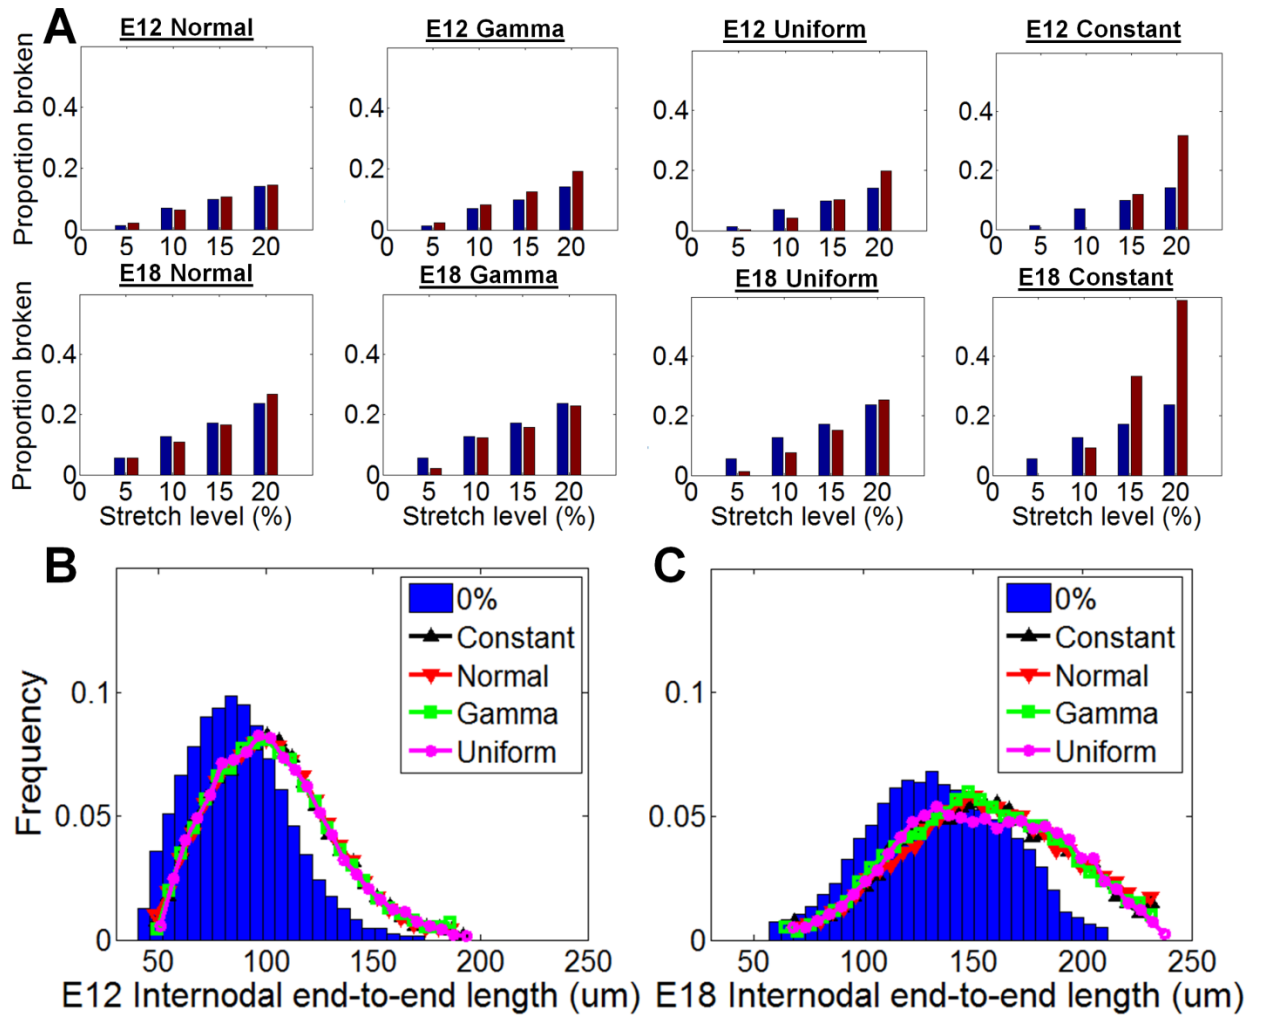 A
E12 Normal E12 Gamma E12 Uniform E12 Constant
Proportion broken
0.4 0.4 0.4 0.4
0.2 0.2 0.2 0.2
0 0 0 0
0 5 10 15 20 0 5 10 15 20 0 5 10 15 20 0 5 10 15 20
E18 Normal E18 Gamma E18 Uniform E18 Constant
Proportion broken
0.4 0.4 0.4 0.4
0.2 0.2 0.2 0.2
0 0 0 0
0 5 10 15 20 0 5 10 15 20 0 5 10 15 20 0 5 10 15 20
Stretch level (%) Stretch level (%) Stretch level (%) Stretch level (%)
B
0%
Constant
Normal
Gamma
Uniform
Frequency
0.1
0.05
0
50 100 150 200 250
E12 Internodal end-to-end length (um)
C
0%
Constant
Normal
Gamma
Uniform
0.1
0.05
0
50 100 150 200 250
E18 Internodal end-to-end length (um)